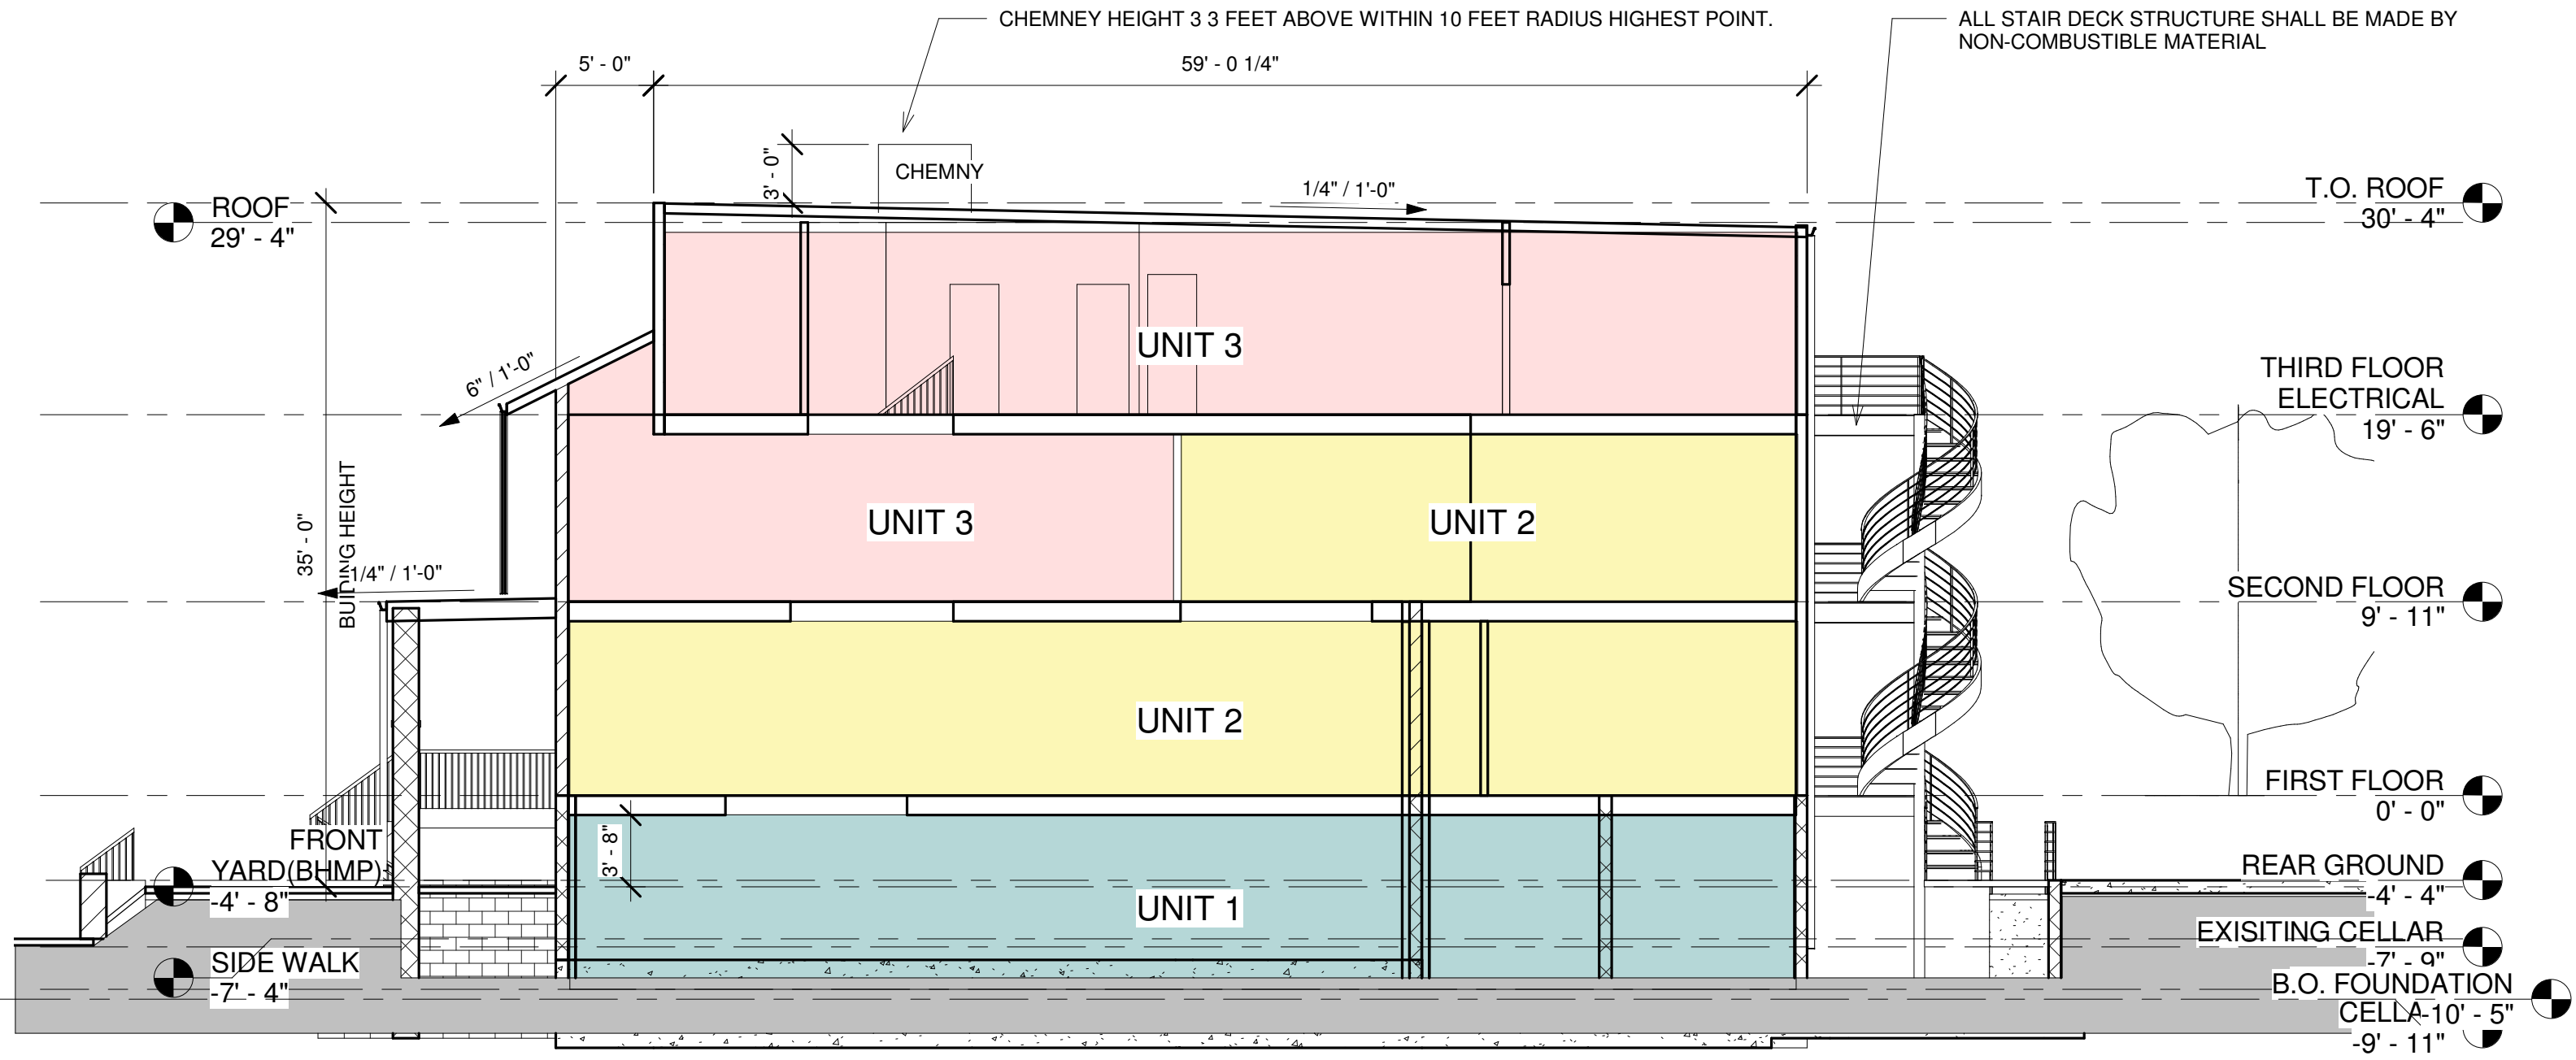 CHEMNEY HEIGHT 3 3 FEET ABOVE WITHIN 10 FEET RADIUS HIGHEST POINT.
ALL STAIR DECK STRUCTURE SHALL BE MADE BY
NON-COMBUSTIBLE MATERIAL
5' - 0"
59' - 0 1/4"
3' - 0"
CHEMNY
1/4" / 1'-0"
ROOF
29' - 4"
T.O. ROOF
30' - 4"
UNIT 3
6" / 1'-0"
THIRD FLOOR
ELECTRICAL
19' - 6"
UNIT 3
UNIT 2
35' - 0"
BUIDING HEIGHT
1/4" / 1'-0"
SECOND FLOOR
9' - 11"
UNIT 2
FIRST FLOOR
0' - 0"
3' - 8"
FRONT
YARD(BHMP)
-4' - 8"
REAR GROUND
-4' - 4"
UNIT 1
EXISITING CELLAR
-7' - 9"
SIDE WALK
-7' - 4"
B.O. FOUNDATION
-10' - 5"
CELLA
-9' - 11"